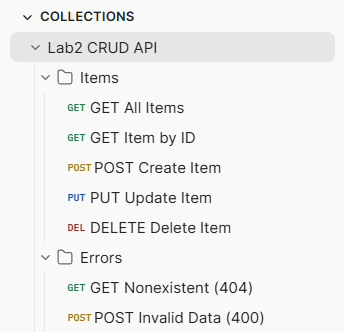 COLLECTIONS
Lab2 CRUD API
Items
GET GET All Items
GET GET Item by ID
POST POST Create Item
PUT PUT Update Item
DEL DELETE Delete Item
Errors
GET GET Nonexistent (404)
POST POST Invalid Data (400)